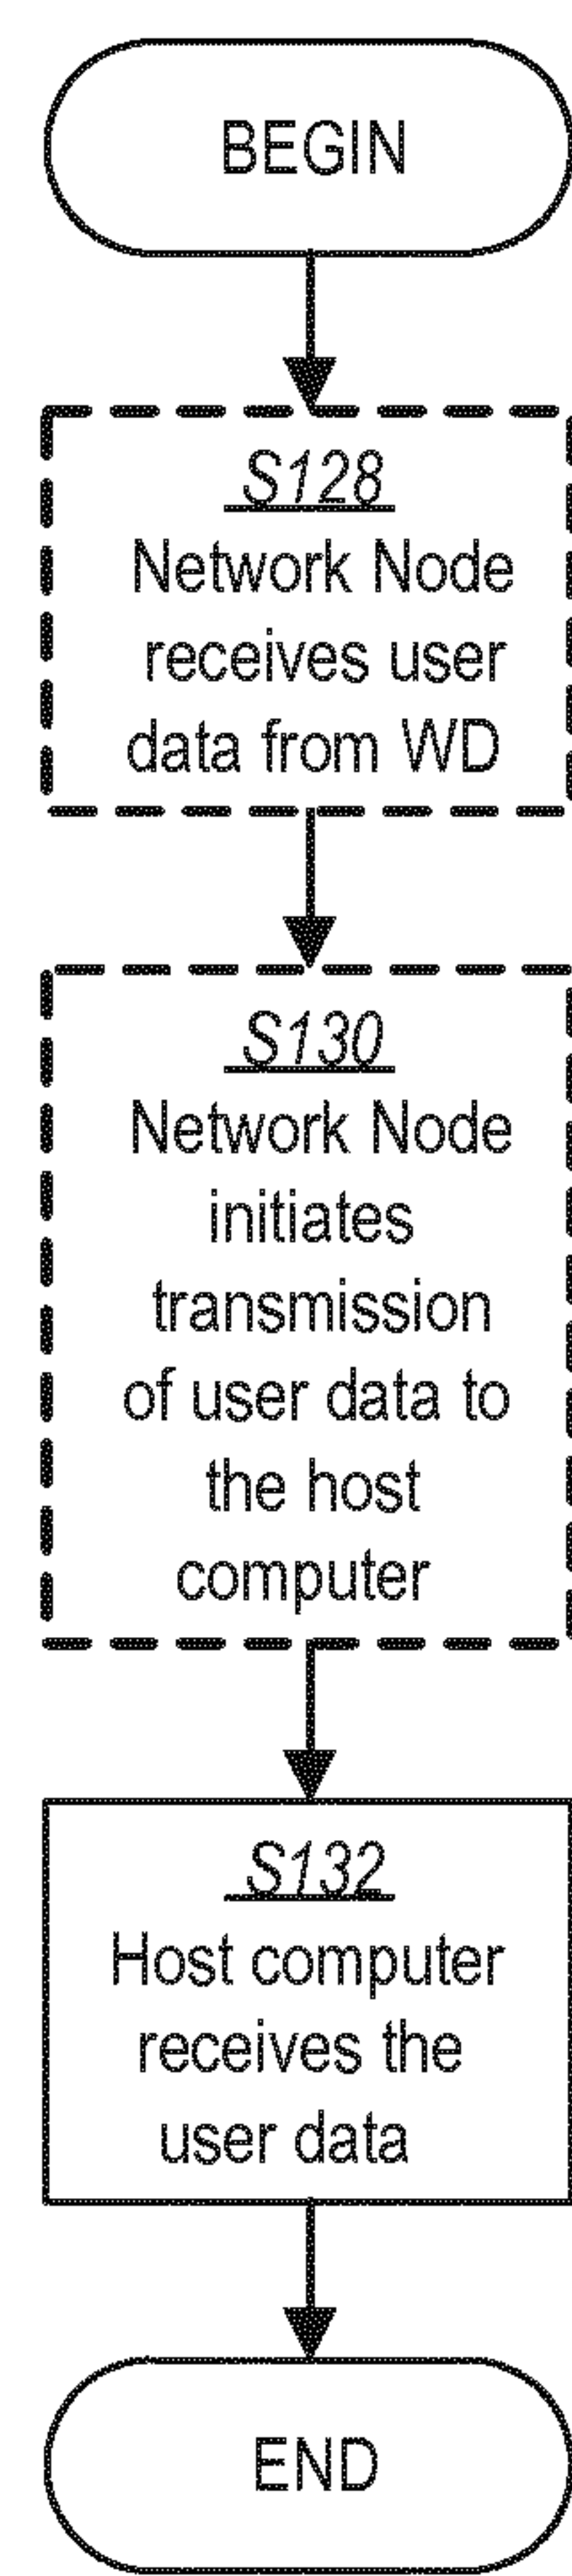 BEGIN
S128
Network Node
receives user
data from WD
S130
Network Node
initiates
transmission
of user data to
the host
computer
S132
Host computer
receives the
user data
END